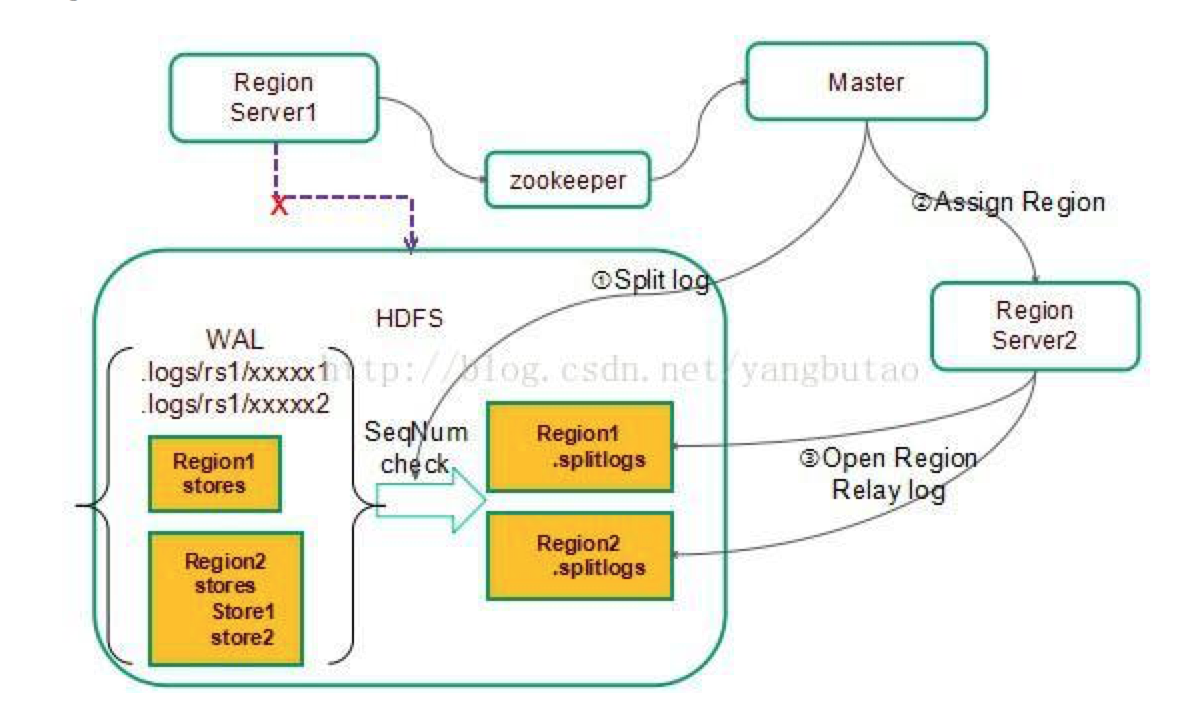 Region
Server1
Master
zookeeper
X
②Assign Region
①Split log
Region
Server2
HDFS
WAL
.logs/rs1/xxxxx1
.logs/rs1/xxxxx2
http://blog.csdn.net/yangbutao
SeqNum
check
Region1
.splitlogs
Region1
stores
③Open Region
Relay log
Region2
.splitlogs
Region2
stores
Store1
store2